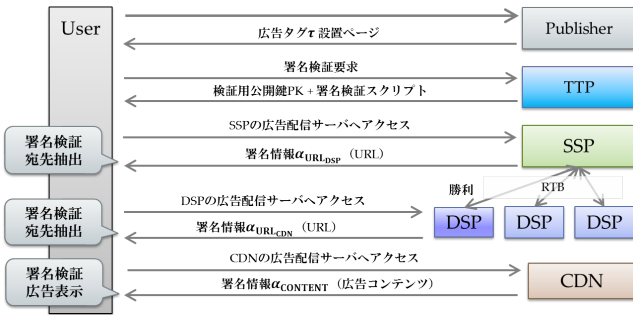 User
Publisher
広告タグτ 設置ページ
署名検証要求
TTP
検証用公開鍵PK + 署名検証スクリプト
SSPの広告配信サーバへアクセス
SSP
署名検証
宛先抽出
署名情報αURL_DSP（URL）
勝利
RTB
DSPの広告配信サーバへアクセス
DSP
DSP
DSP
署名検証
宛先抽出
署名情報αURL_CDN（URL）
CDNの広告配信サーバへアクセス
CDN
署名検証
広告表示
署名情報αCONTENT（広告コンテンツ）